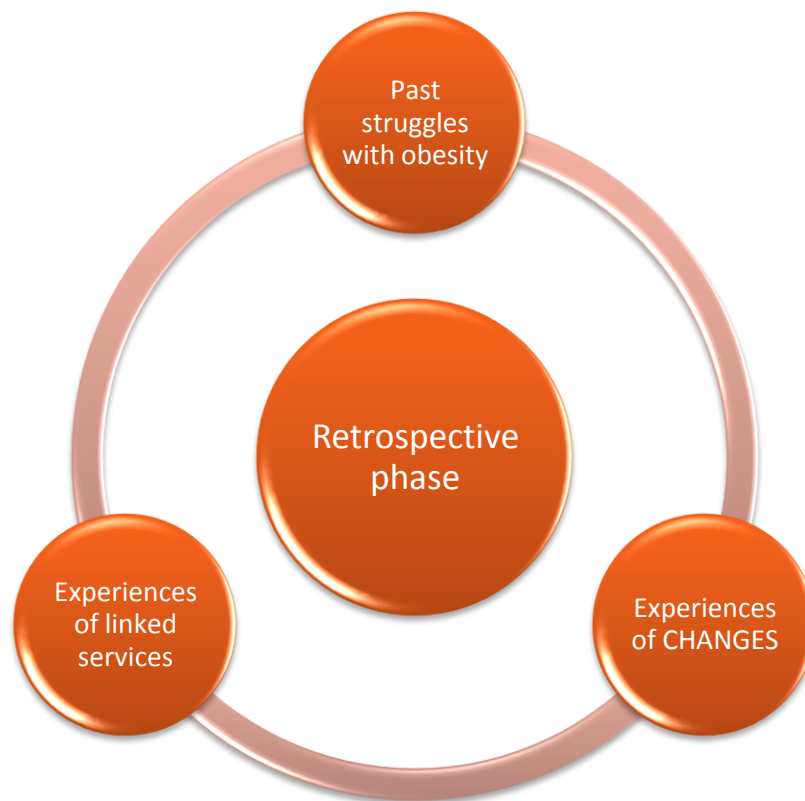 Past
struggles
with obesity
Retrospective
phase
Experiences
of linked
services
Experiences
of CHANGES